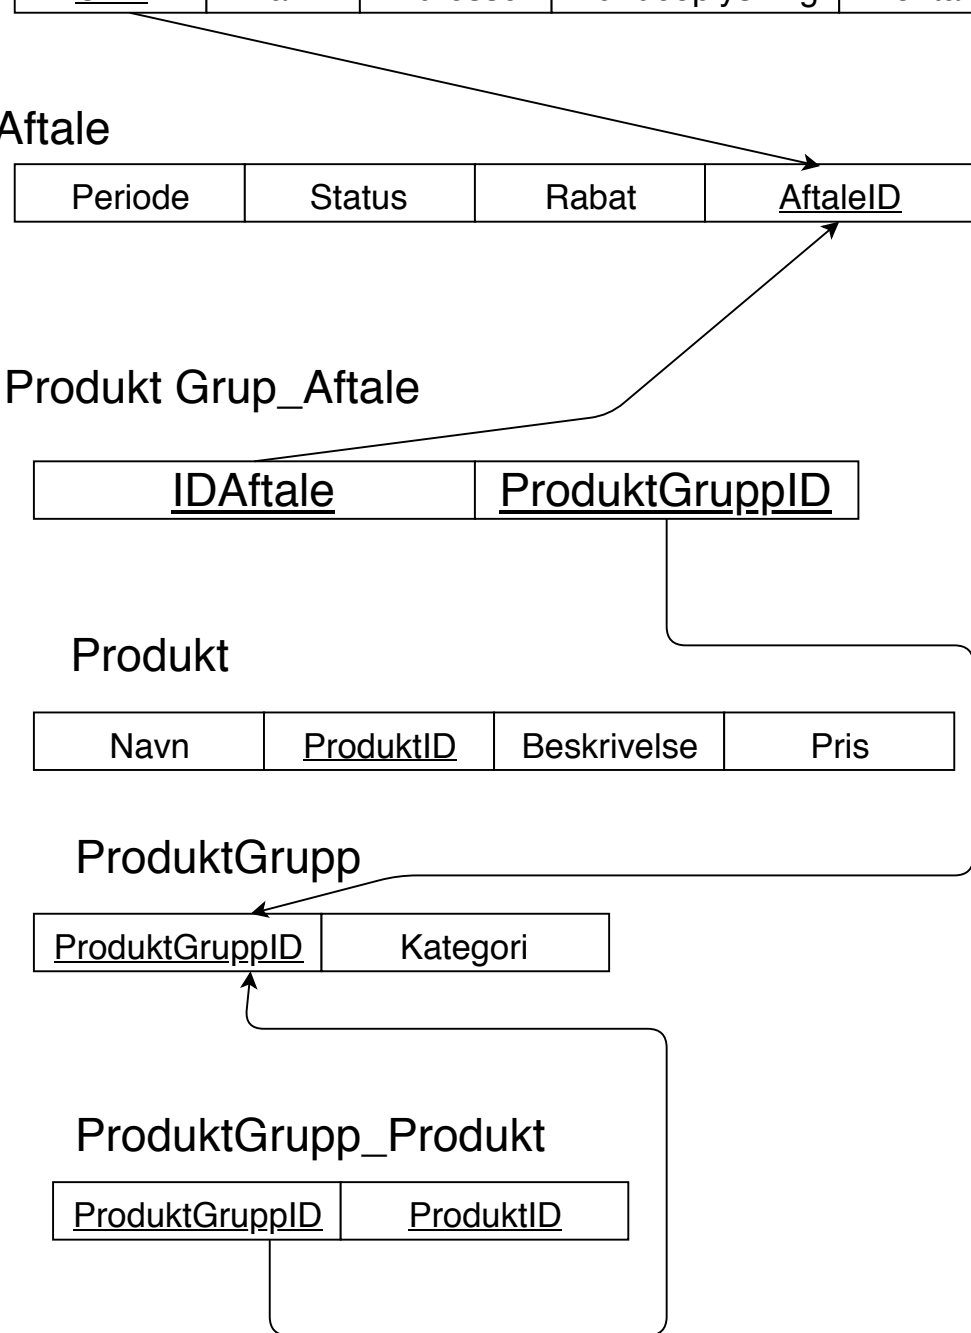 Aftale
Periode Status Rabat AftaleID
Produkt Grup_Aftale
IDAftale ProduktGruppID
Produkt
Navn ProduktID Beskrivelse Pris
ProduktGrupp
ProduktGruppID Kategori
ProduktGrupp_Produkt
ProduktGruppID ProduktID